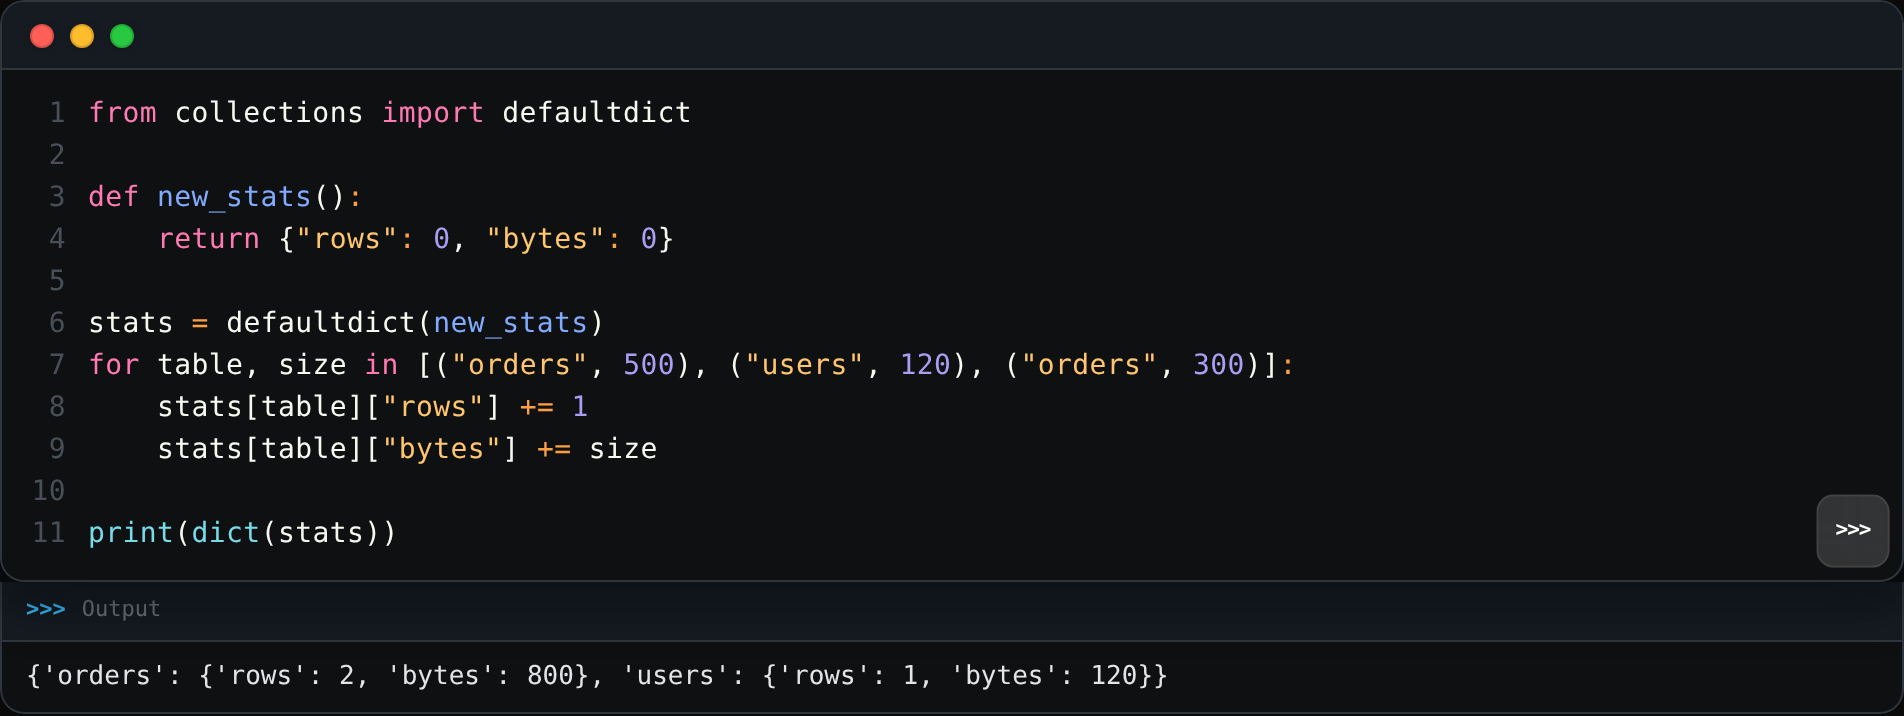 1 from collections import defaultdict
2
3 def new_stats():
4     return {"rows": 0, "bytes": 0}
5
6 stats = defaultdict(new_stats)
7 for table, size in [("orders", 500), ("users", 120), ("orders", 300)]:
8     stats[table]["rows"] += 1
9     stats[table]["bytes"] += size
10
11 print(dict(stats))
>>>
>>> Output
{'orders': {'rows': 2, 'bytes': 800}, 'users': {'rows': 1, 'bytes': 120}}